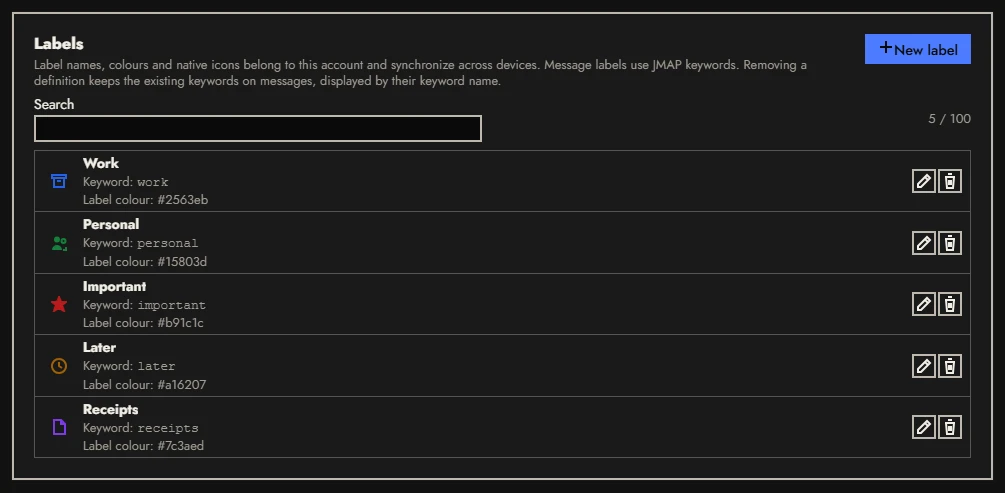 Labels
+ New label
Label names, colours and native icons belong to this account and synchronize across devices. Message labels use JMAP keywords. Removing a
definition keeps the existing keywords on messages, displayed by their keyword name.
Search
5 / 100
Work
Keyword: work
Label colour: #2563eb
Personal
Keyword: personal
Label colour: #15803d
Important
Keyword: important
Label colour: #b91c1c
Later
Keyword: later
Label colour: #a16207
Receipts
Keyword: receipts
Label colour: #7c3aed